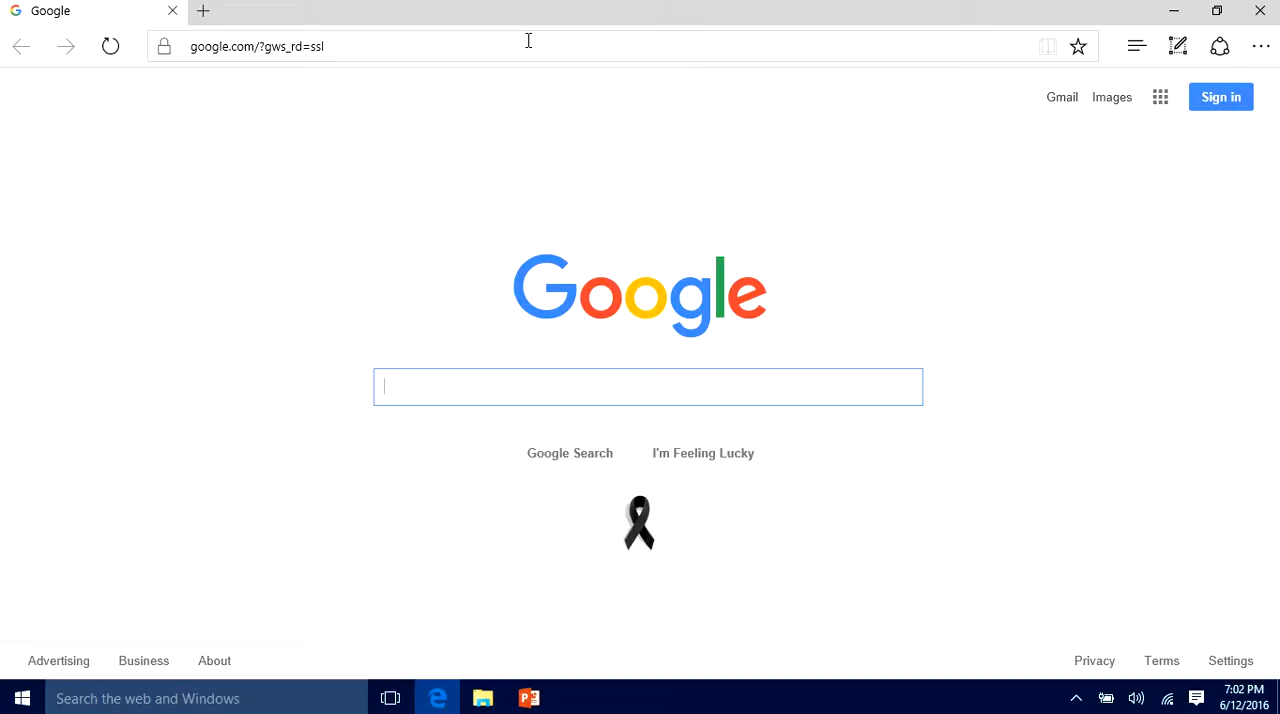 Google
google.com/?gws_rd=ssl
Gmail Images Sign in
Google
Google Search I'm Feeling Lucky
Advertising Business About Privacy Terms Settings
Search the web and Windows
7:02 PM
6/12/2016